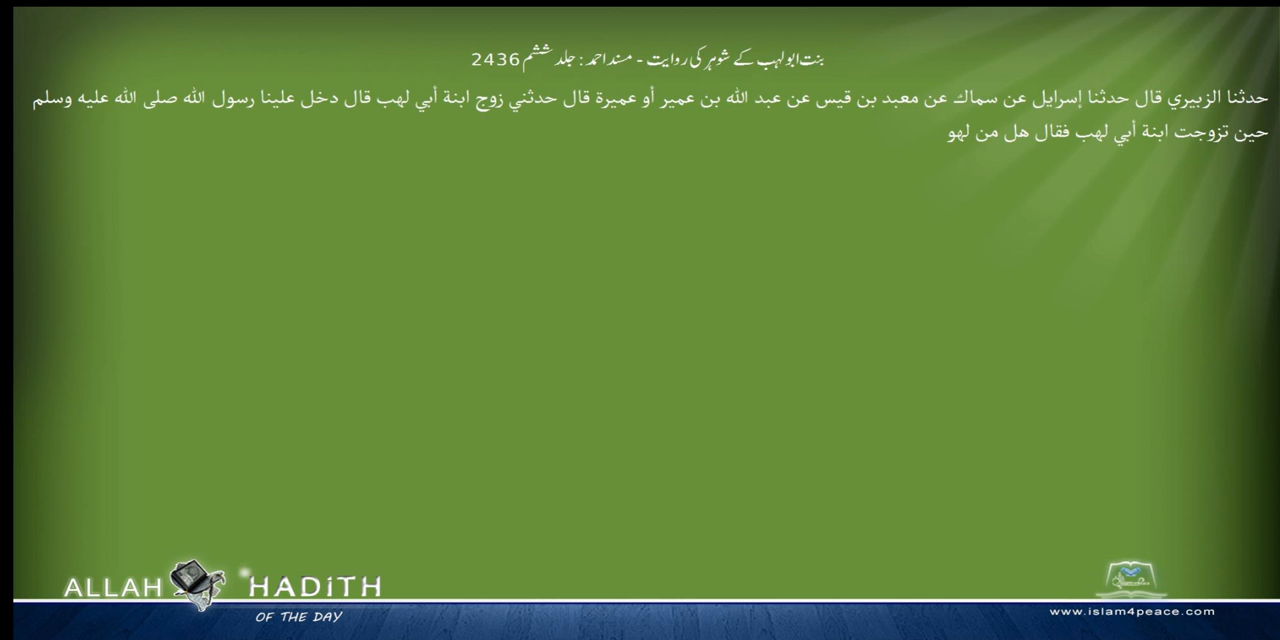 بنت ابولہب کے شوہر کی روایت - مسند احمد : جلد ششم 2436
حدثنا الزبيري قال حدثنا إسرايل عن سماك عن معبد بن قيس عن عبد الله بن عمير أو عميرة قال حدثني زوج ابنة أبي لهب قال دخل علينا رسول الله صلى الله عليه وسلم
حين تزوجت ابنة أبي لهب فقال هل من لهو
ALLAH HADITH
OF THE DAY
www.islam4peace.com